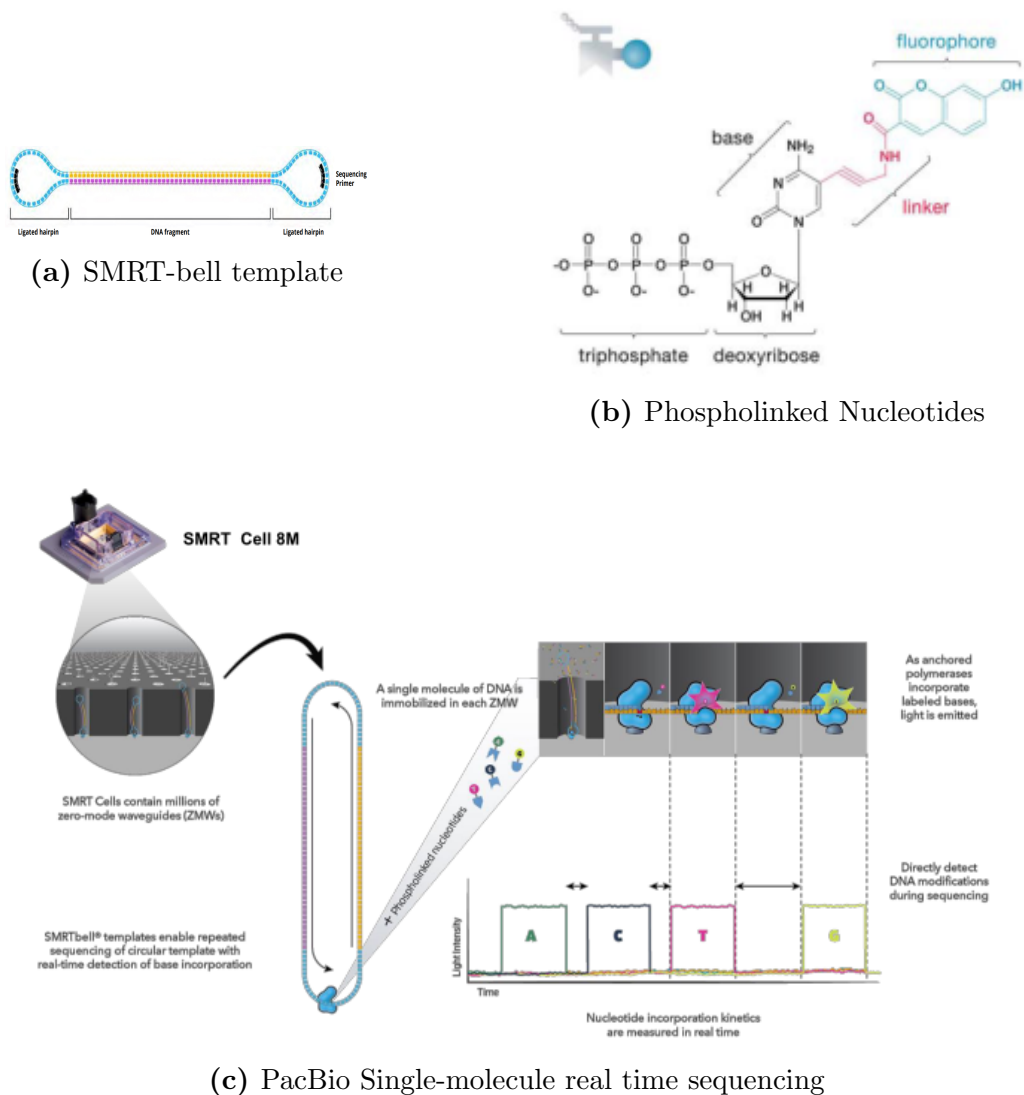 Sequencing
Primer
Ligated hairpin
DNA fragment
Ligated hairpin
(a) SMRT-bell template
fluorophore
O
O
OH
O
base
NH₂
NH
N
linker
O
N
O
O
O
-O-P-O-P-O-P-O
O
O-
O-
O-
H
H
H
H
OH
H
triphosphate
deoxyribose
(b) Phospholinked Nucleotides
SMRT Cell 8M
A single molecule of DNA is
immobilized in each ZMW
As anchored
polymerases
incorporate
labeled bases,
light is emitted
SMRT Cells contain millions of
zero-mode waveguides (ZMWs)
+ Phospholinked nucleotides
Directly detect
DNA modifications
during sequencing
SMRTbell® templates enable repeated
sequencing of circular template with
real-time detection of base incorporation
Light Intensity
A
C
T
G
Time
Nucleotide incorporation kinetics
are measured in real time
(c) PacBio Single-molecule real time sequencing